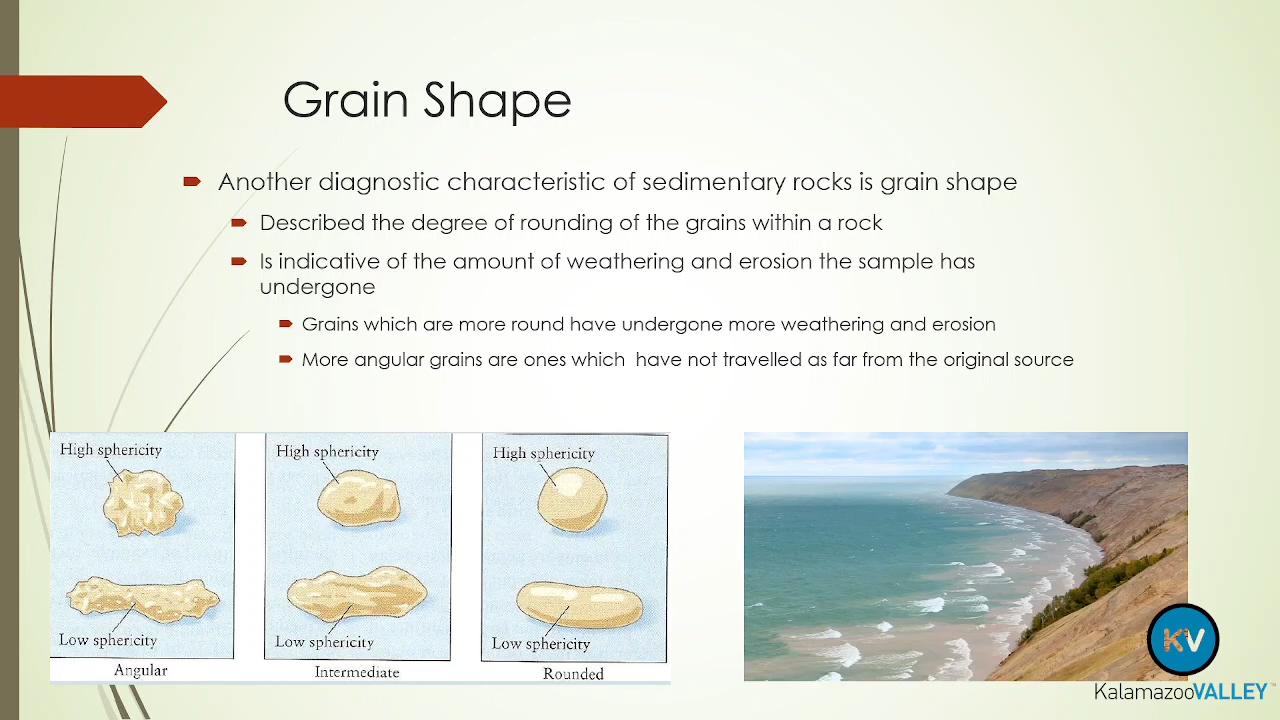 Grain Shape
Another diagnostic characteristic of sedimentary rocks is grain shape
Described the degree of rounding of the grains within a rock
Is indicative of the amount of weathering and erosion the sample has
undergone
Grains which are more round have undergone more weathering and erosion
More angular grains are ones which have not travelled as far from the original source
High sphericity
Low sphericity
Angular
High sphericity
Low sphericity
Intermediate
High sphericity
Low sphericity
Rounded
KV
KalamazooVALLEY™